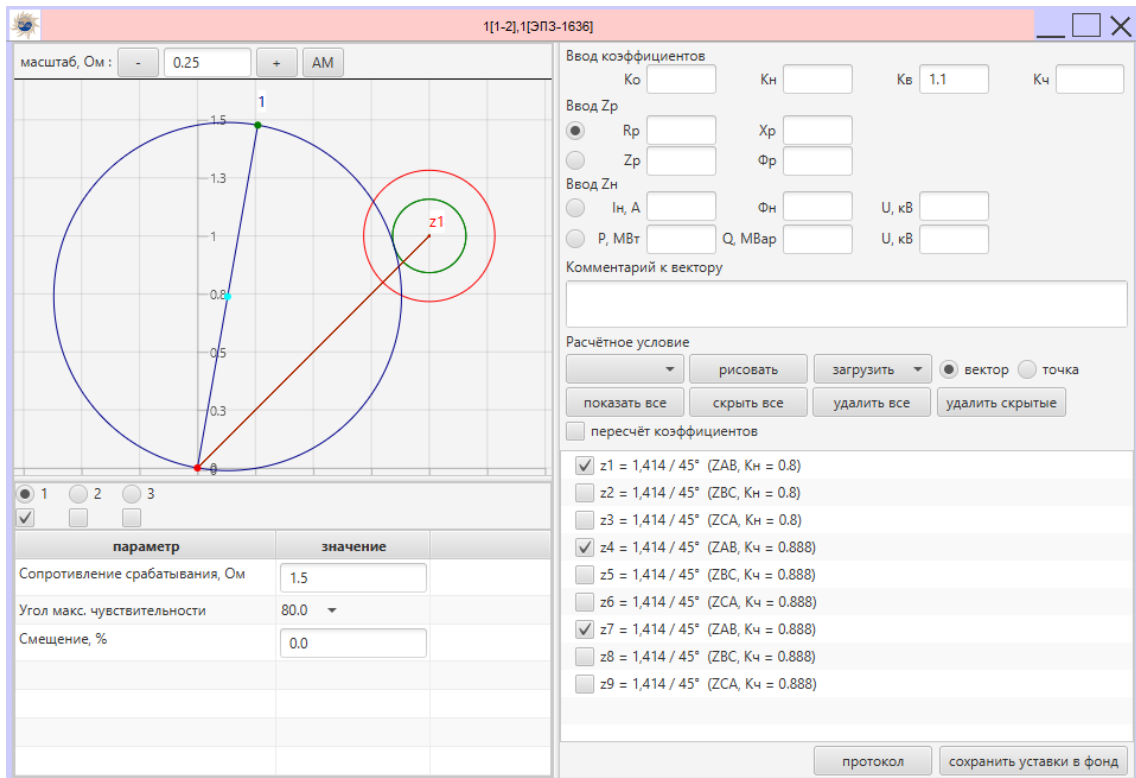 1[1-2],1[ЭПЗ-1636]
масштаб, Ом : - 0.25 + АМ
1
1.5
1.3
1
z1
0.8
0.5
0.3
0
1 2 3
параметр значение
Сопротивление срабатывания, Ом 1.5
Угол макс. чувствительности 80.0
Смещение, % 0.0
Ввод коэффициентов
Ко Кн Кв 1.1 Кч
Ввод Zр
Rр Xр
Zр Фр
Ввод Zн
Iн, А Фн U, кВ
P, МВт Q, МВар U, кВ
Комментарий к вектору
Расчётное условие
рисовать загрузить вектор точка
показать все скрыть все удалить все удалить скрытые
пересчёт коэффициентов
z1 = 1,414 / 45° (ZAB, Кн = 0.8)
z2 = 1,414 / 45° (ZBC, Кн = 0.8)
z3 = 1,414 / 45° (ZCA, Кн = 0.8)
z4 = 1,414 / 45° (ZAB, Кч = 0.888)
z5 = 1,414 / 45° (ZBC, Кч = 0.888)
z6 = 1,414 / 45° (ZCA, Кч = 0.888)
z7 = 1,414 / 45° (ZAB, Кч = 0.888)
z8 = 1,414 / 45° (ZBC, Кч = 0.888)
z9 = 1,414 / 45° (ZCA, Кч = 0.888)
протокол сохранить уставки в фонд